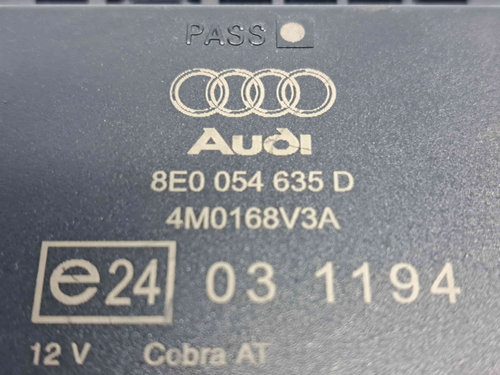 PASS
Audi
8E0 054 635 D
4M0168V3A
e24 03 1194
12 V Cobra AT